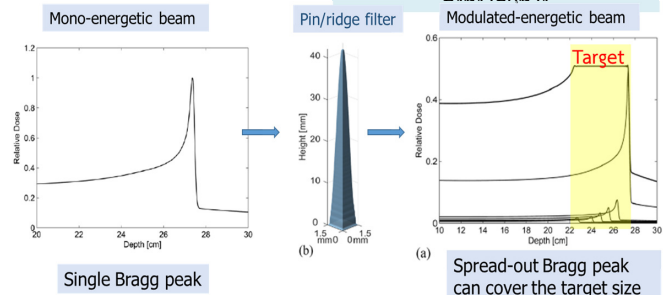 Mono-energetic beam
Pin/ridge filter
Modulated-energetic beam
1.2
1
0.8
0.6
0.4
0.2
0
Relative Dose
20 22 24 26 28 30
Depth [cm]
40
30
20
10
0
Height [mm]
1.5 1.5
mm0 0mm
(b)
Target
0.6
0.4
0.2
0
Relative Dose
10 12 14 16 18 20 22 24 26 28 30
Depth [cm]
(a)
Single Bragg peak
Spread-out Bragg peak
can cover the target size